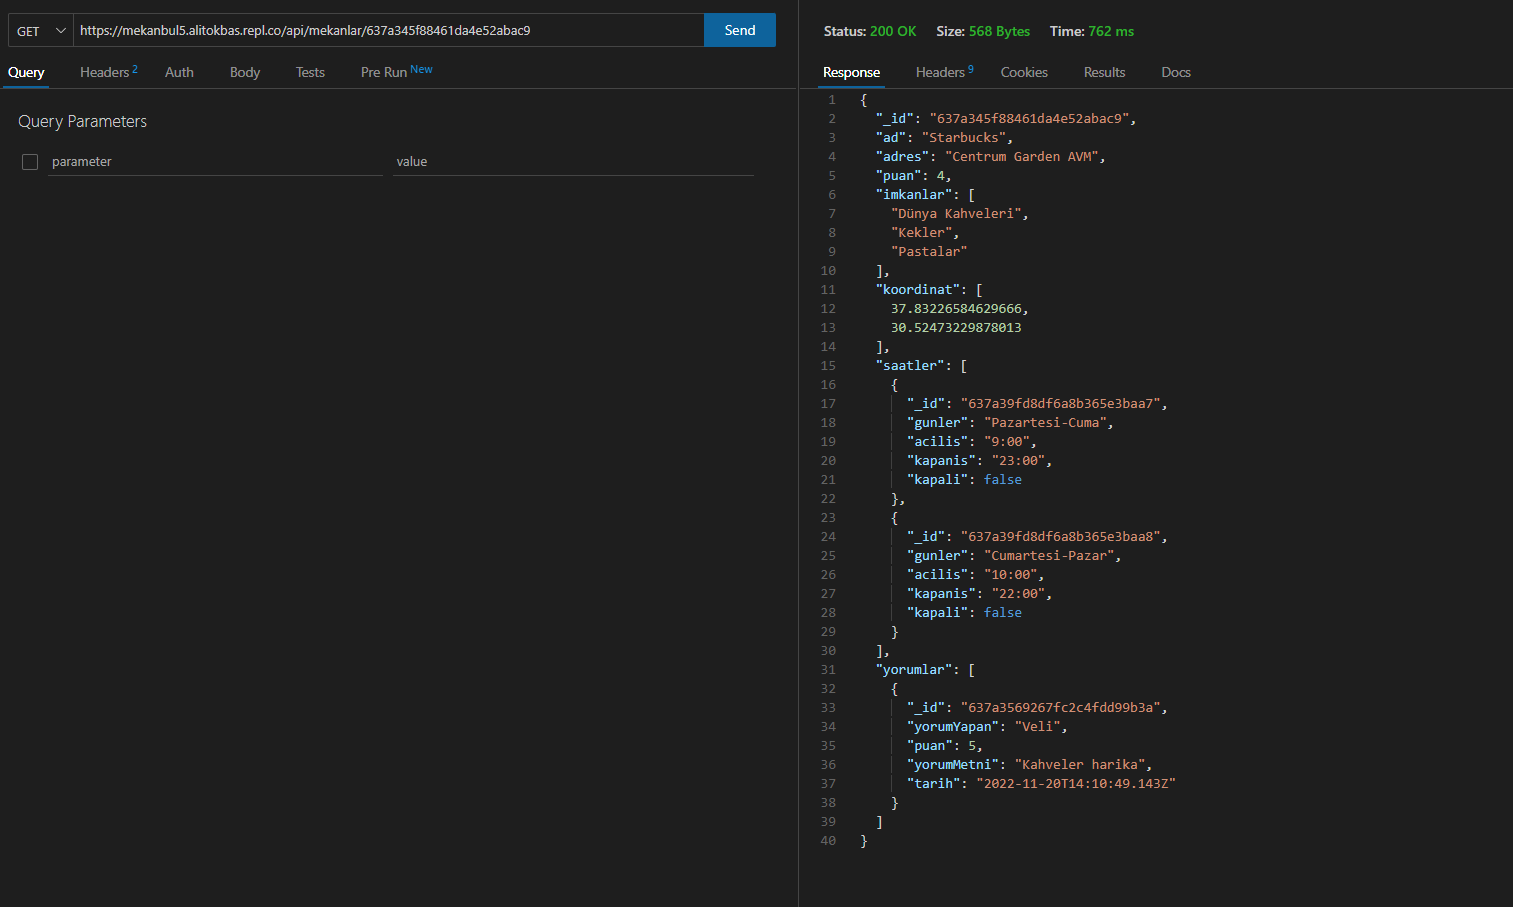 GET https://mekanbul5.alitokbas.repl.co/api/mekanlar/637a345f88461da4e52abac9 Send
Query Headers 2 Auth Body Tests Pre Run New
Query Parameters
parameter value
Status: 200 OK Size: 568 Bytes Time: 762 ms
Response Headers 9 Cookies Results Docs
1 {
2 "_id": "637a345f88461da4e52abac9",
3 "ad": "Starbucks",
4 "adres": "Centrum Garden AVM",
5 "puan": 4,
6 "imkanlar": [
7 "Dünya Kahveleri",
8 "Kekler",
9 "Pastalar"
10 ],
11 "koordinat": [
12 37.83226584629666,
13 30.52473229878013
14 ],
15 "saatler": [
16 {
17 "_id": "637a39fd8df6a8b365e3baa7",
18 "gunler": "Pazartesi-Cuma",
19 "acilis": "9:00",
20 "kapanis": "23:00",
21 "kapali": false
22 },
23 {
24 "_id": "637a39fd8df6a8b365e3baa8",
25 "gunler": "Cumartesi-Pazar",
26 "acilis": "10:00",
27 "kapanis": "22:00",
28 "kapali": false
29 }
30 ],
31 "yorumlar": [
32 {
33 "_id": "637a3569267fc2c4fdd99b3a",
34 "yorumYapan": "Veli",
35 "puan": 5,
36 "yorumMetni": "Kahveler harika",
37 "tarih": "2022-11-20T14:10:49.143Z"
38 }
39 ]
40 }